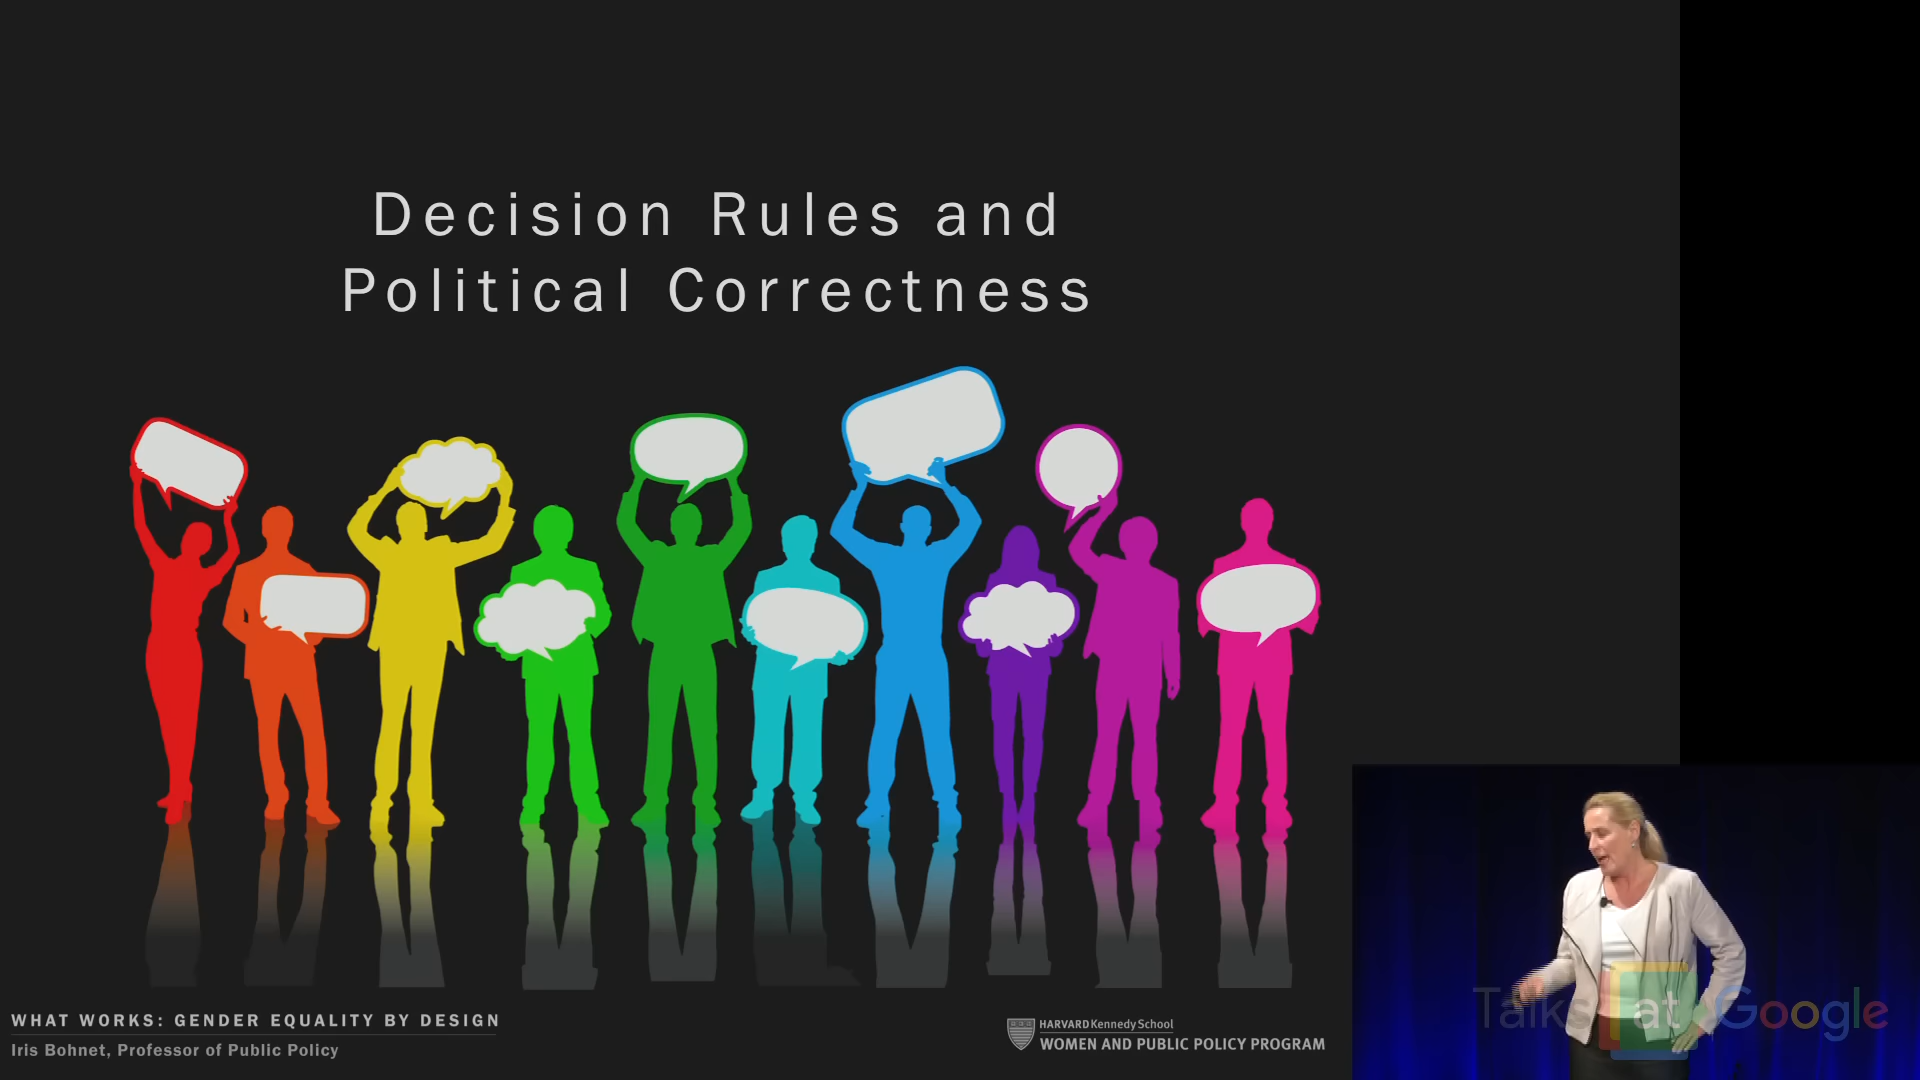 Decision Rules and
Political Correctness
WHAT WORKS: GENDER EQUALITY BY DESIGN
Iris Bohnet, Professor of Public Policy
HARVARD Kennedy School
WOMEN AND PUBLIC POLICY PROGRAM
Talks at Google